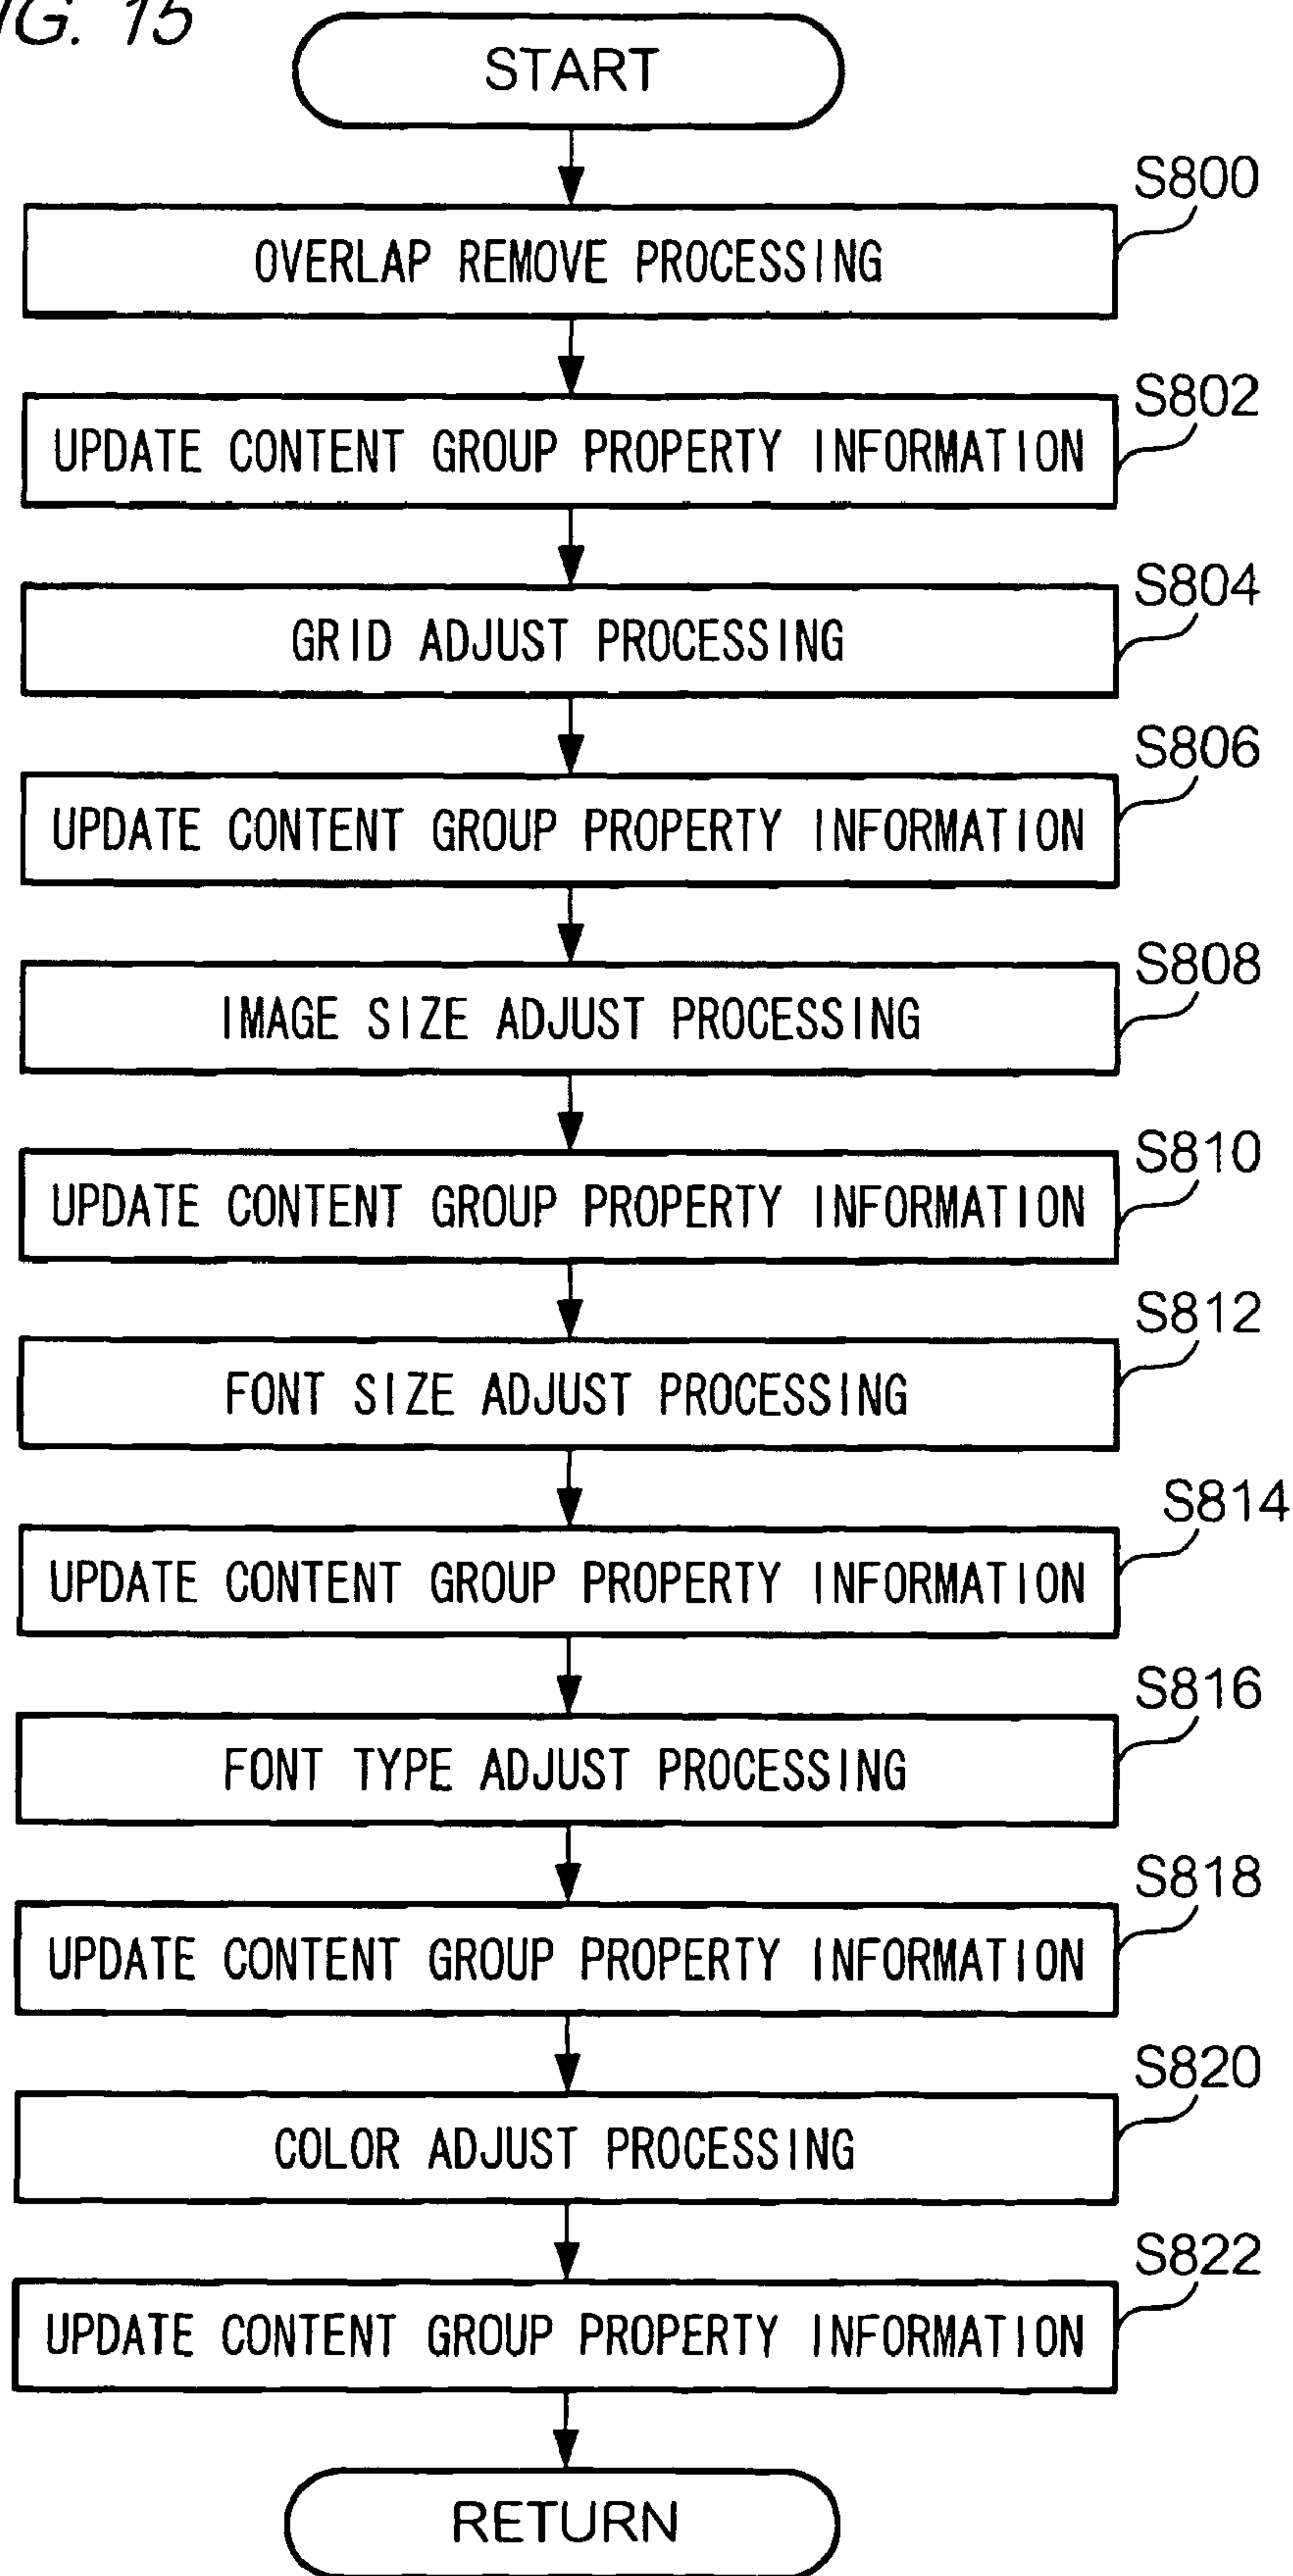 FIG. 15
START
S800
OVERLAP REMOVE PROCESSING
S802
UPDATE CONTENT GROUP PROPERTY INFORMATION
S804
GRID ADJUST PROCESSING
S806
UPDATE CONTENT GROUP PROPERTY INFORMATION
S808
IMAGE SIZE ADJUST PROCESSING
S810
UPDATE CONTENT GROUP PROPERTY INFORMATION
S812
FONT SIZE ADJUST PROCESSING
S814
UPDATE CONTENT GROUP PROPERTY INFORMATION
S816
FONT TYPE ADJUST PROCESSING
S818
UPDATE CONTENT GROUP PROPERTY INFORMATION
S820
COLOR ADJUST PROCESSING
S822
UPDATE CONTENT GROUP PROPERTY INFORMATION
RETURN